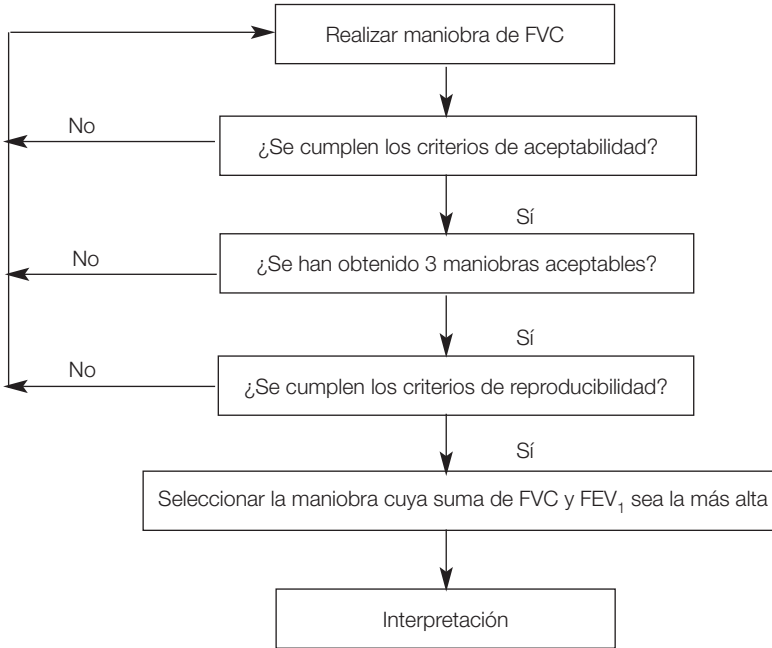 Realizar maniobra de FVC
No
¿Se cumplen los criterios de aceptabilidad?
Sí
No
¿Se han obtenido 3 maniobras aceptables?
Sí
No
¿Se cumplen los criterios de reproducibilidad?
Sí
Seleccionar la maniobra cuya suma de FVC y FEV₁ sea la más alta
Interpretación